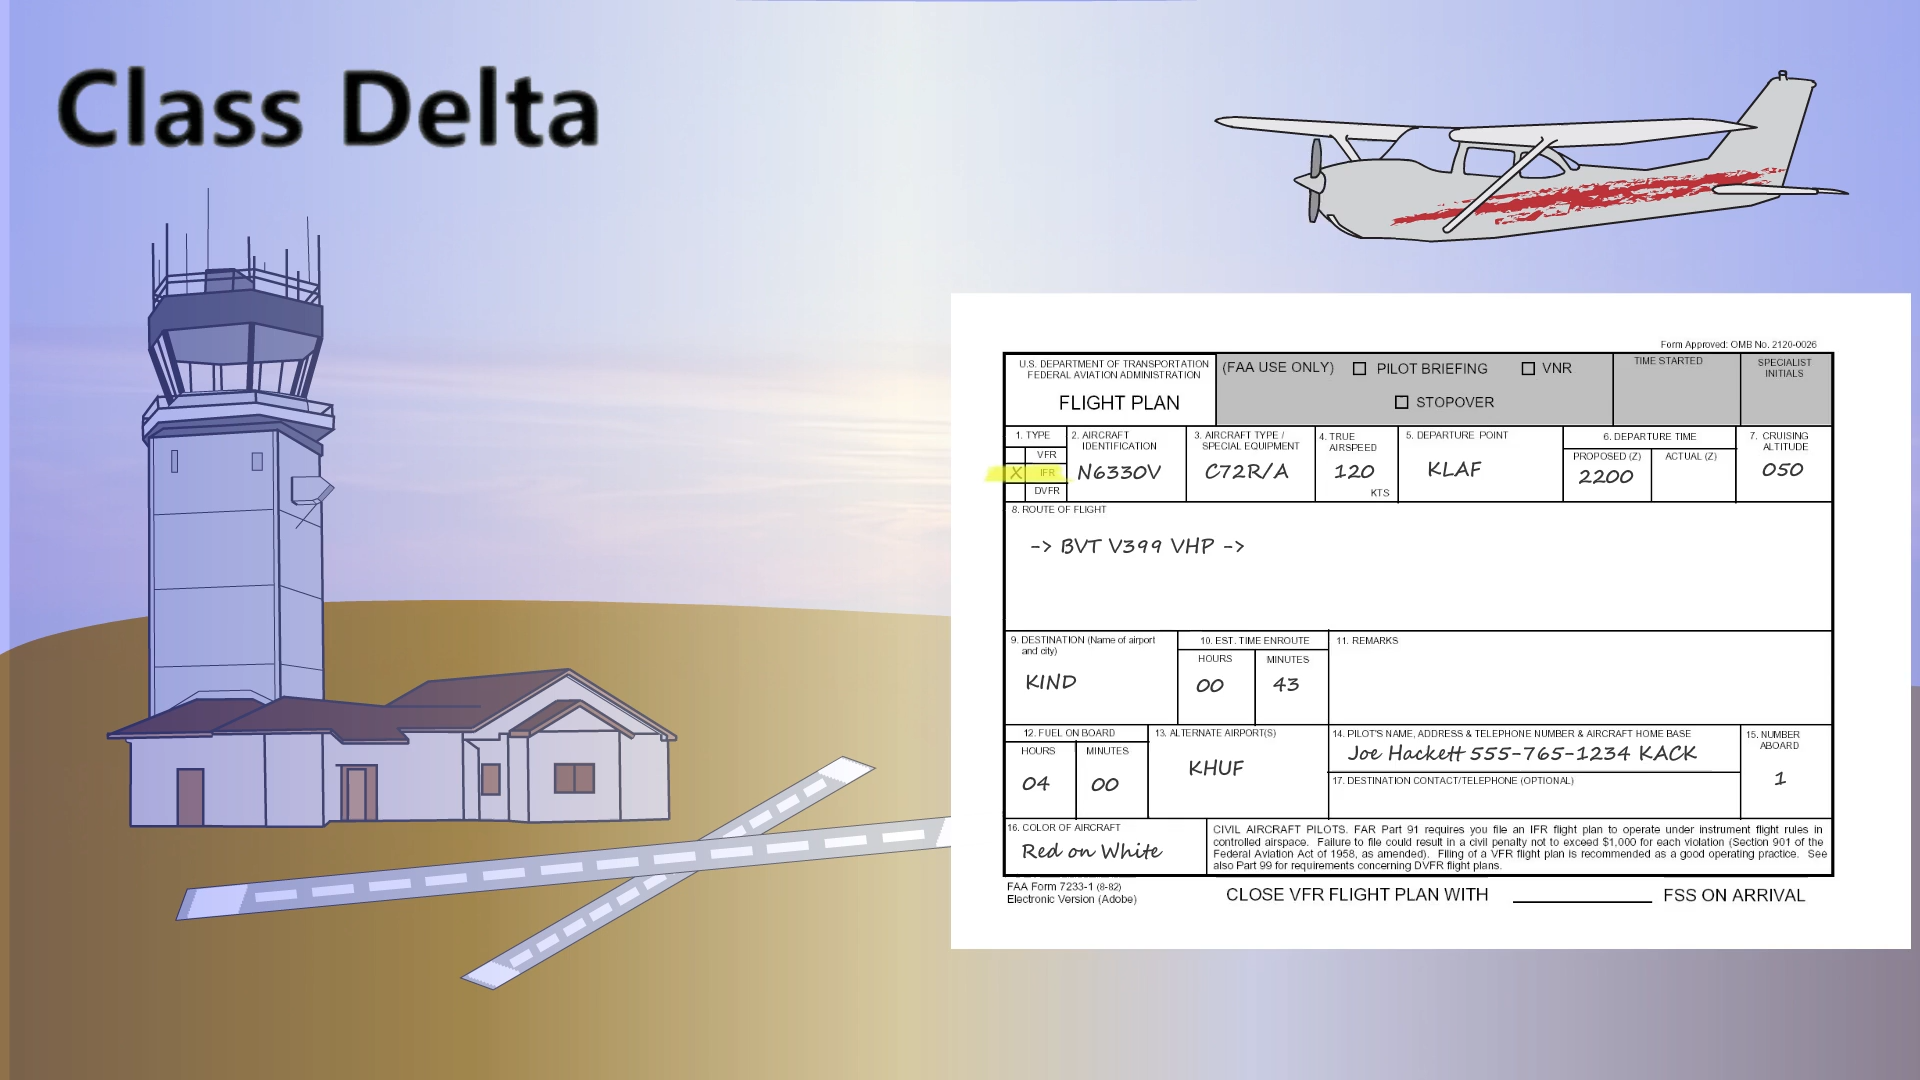 Class Delta
Form Approved: OMB No. 2120-0026
U.S. DEPARTMENT OF TRANSPORTATION
FEDERAL AVIATION ADMINISTRATION
FLIGHT PLAN
(FAA USE ONLY)
PILOT BRIEFING
VNR
STOPOVER
TIME STARTED
SPECIALIST
INITIALS
1. TYPE
VFR
X IFR
DVFR
2. AIRCRAFT
IDENTIFICATION
N6330V
3. AIRCRAFT TYPE /
SPECIAL EQUIPMENT
C72R/A
4. TRUE
AIRSPEED
120
KTS
5. DEPARTURE POINT
KLAF
6. DEPARTURE TIME
PROPOSED (Z)
2200
ACTUAL (Z)
7. CRUISING
ALTITUDE
050
8. ROUTE OF FLIGHT
-> BVT V399 VHP ->
9. DESTINATION (Name of airport
and city)
KIND
10. EST. TIME ENROUTE
HOURS
00
MINUTES
43
11. REMARKS
12. FUEL ON BOARD
HOURS
04
MINUTES
00
13. ALTERNATE AIRPORT(S)
KHUF
14. PILOT'S NAME, ADDRESS & TELEPHONE NUMBER & AIRCRAFT HOME BASE
Joe Hackett 555-765-1234 KACK
17. DESTINATION CONTACT/TELEPHONE (OPTIONAL)
15. NUMBER
ABOARD
1
16. COLOR OF AIRCRAFT
Red on White
CIVIL AIRCRAFT PILOTS. FAR Part 91 requires you file an IFR flight plan to operate under instrument flight rules in
controlled airspace. Failure to file could result in a civil penalty not to exceed $1,000 for each violation (Section 901 of the
Federal Aviation Act of 1958, as amended). Filing of a VFR flight plan is recommended as a good operating practice. See
also Part 99 for requirements concerning DVFR flight plans.
FAA Form 7233-1 (8-82)
Electronic Version (Adobe)
CLOSE VFR FLIGHT PLAN WITH ________ FSS ON ARRIVAL